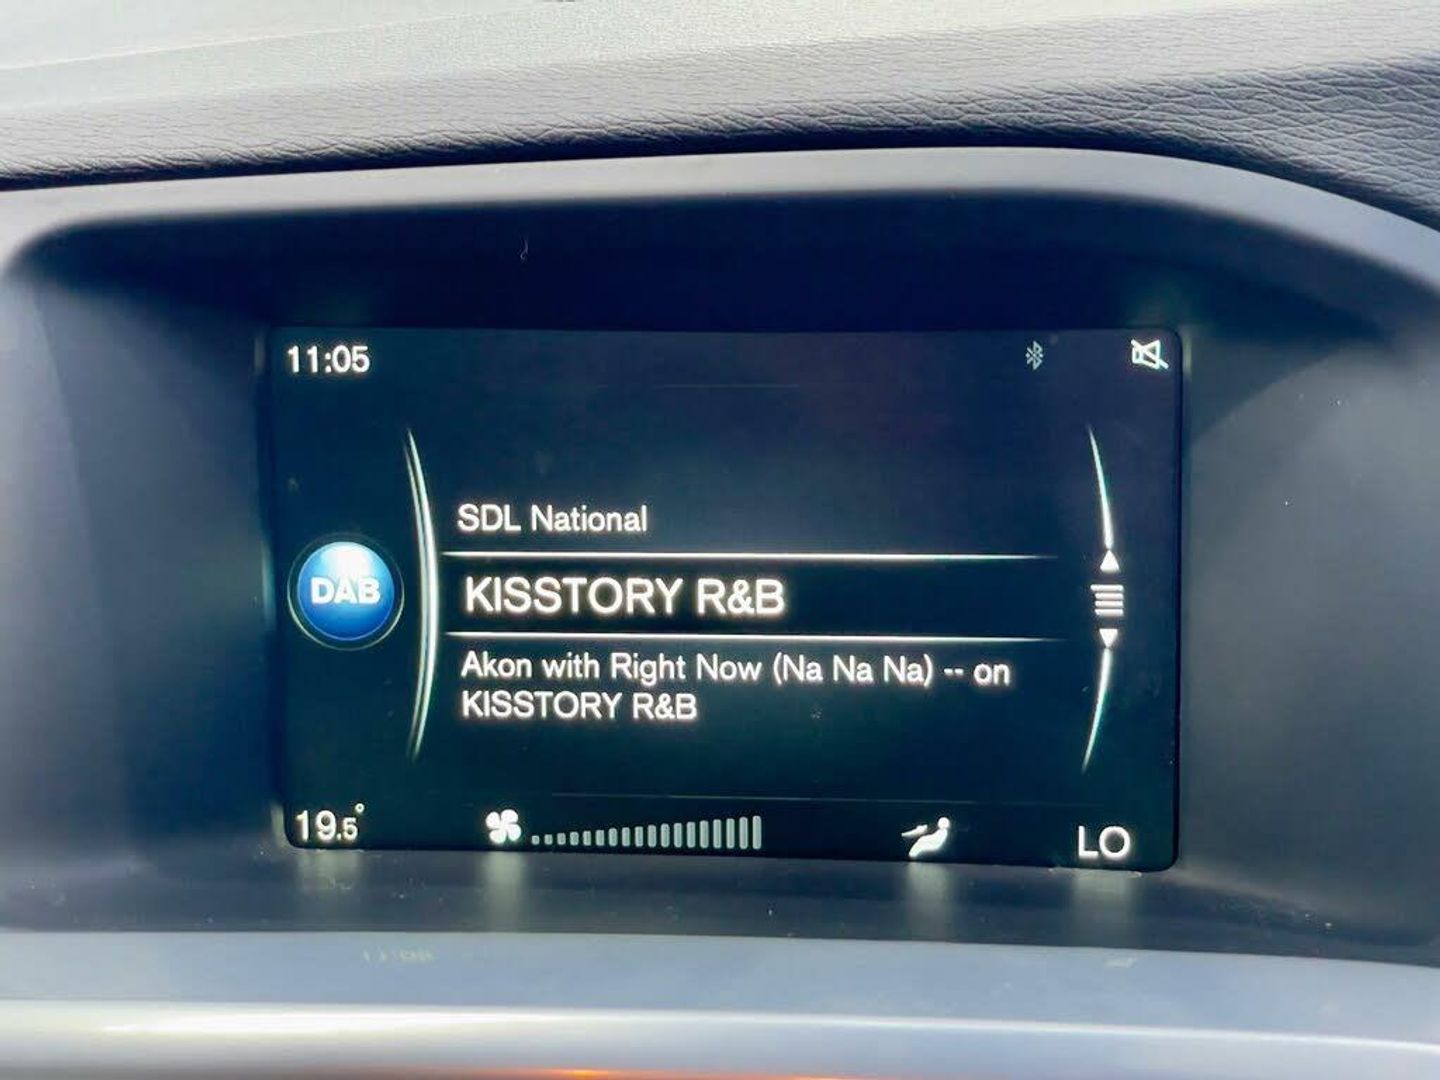 11:05
SDL National
DAB
KISSTORY R&B
Akon with Right Now (Na Na Na) -- on
KISSTORY R&B
19.5°
LO